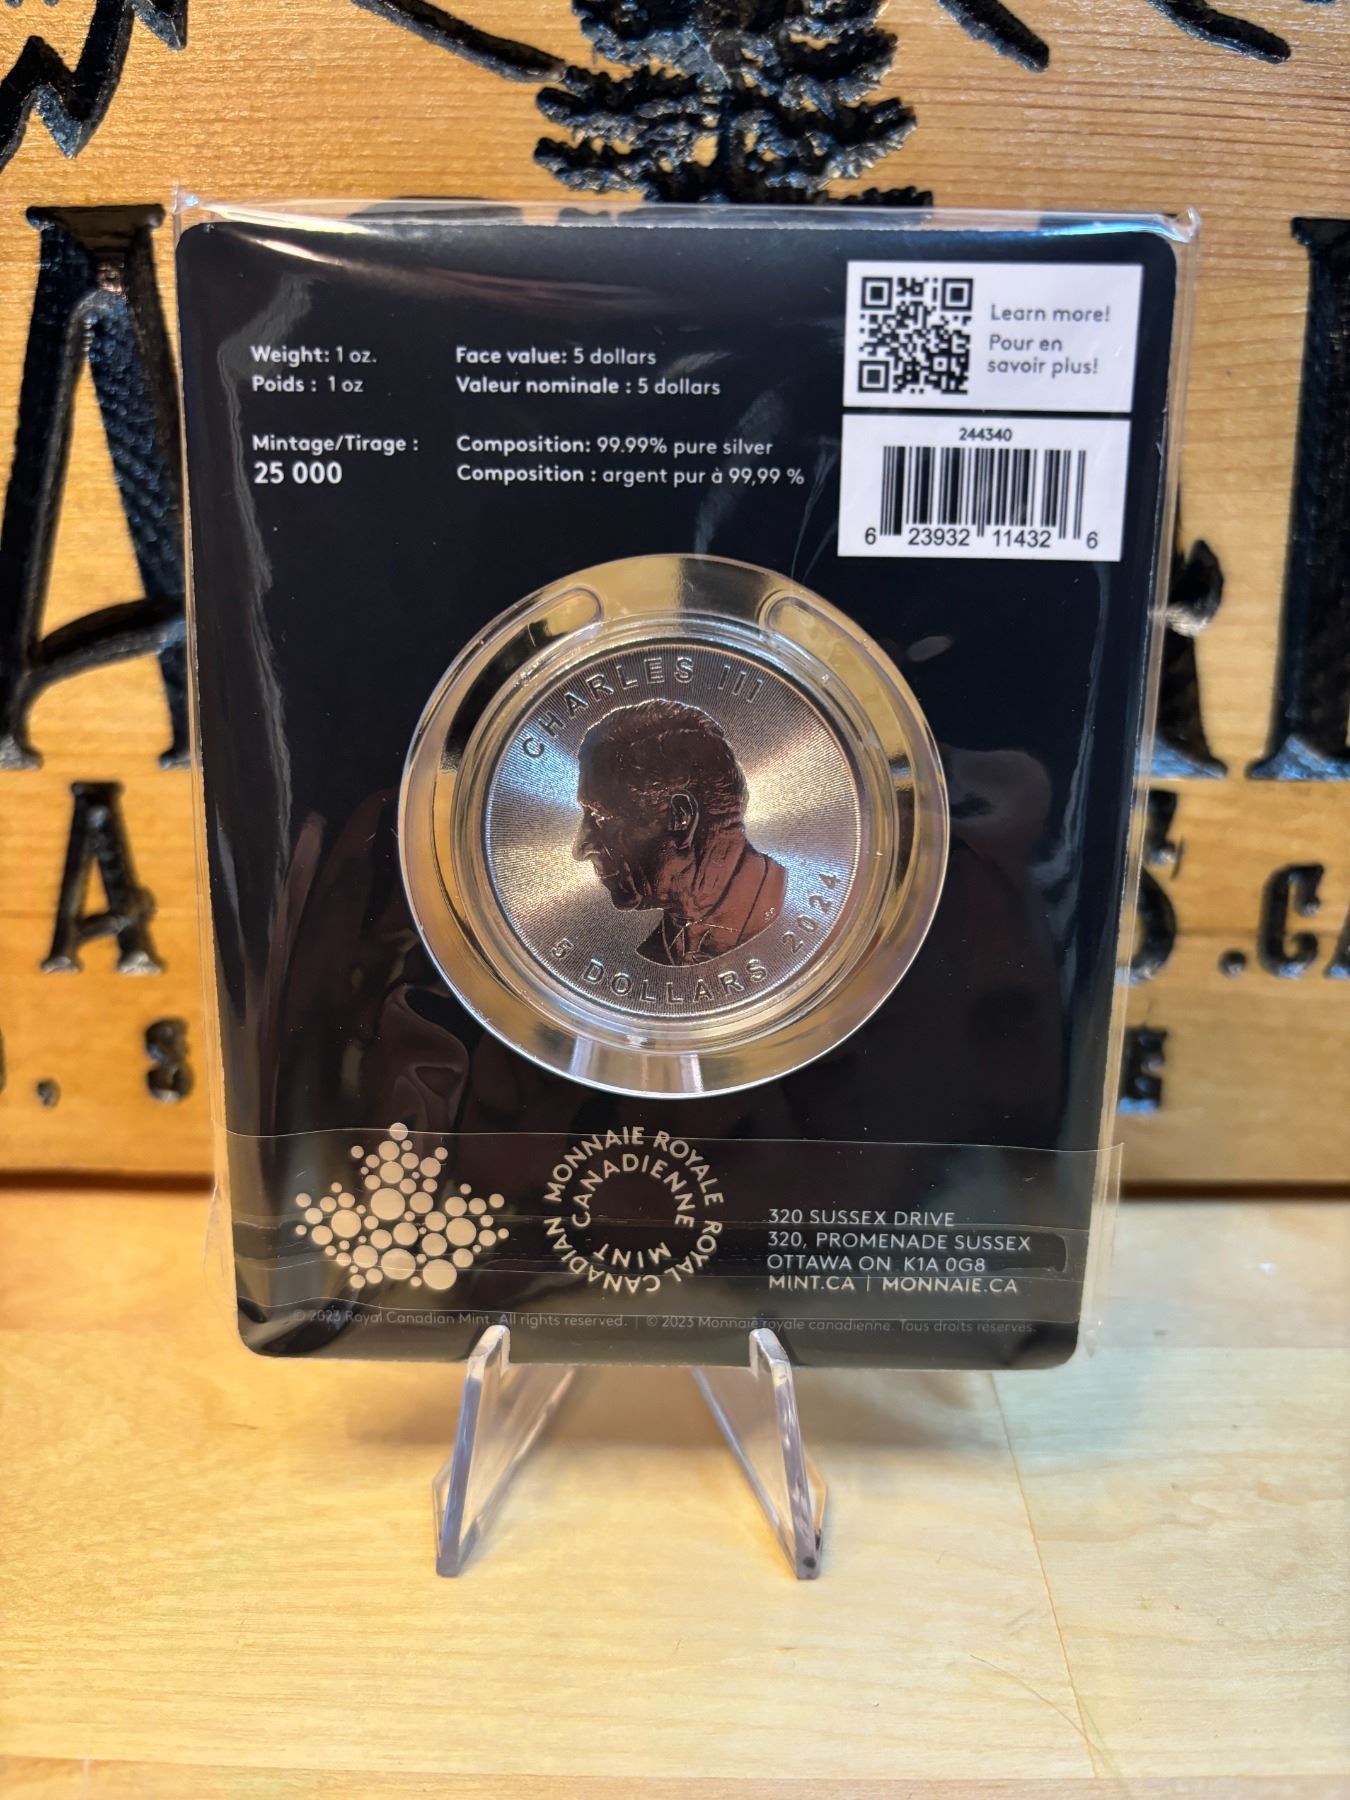 Weight: 1 oz.
Poids : 1 oz
Face value: 5 dollars
Valeur nominale : 5 dollars
Mintage/Tirage :
25 000
Composition: 99.99% pure silver
Composition : argent pur à 99,99 %
Learn more!
Pour en
savoir plus!
244340
6 23932 11432 6
CHARLES III
5 DOLLARS 2024
MONNAIE ROYALE CANADIENNE
ROYAL CANADIAN MINT
320 SUSSEX DRIVE
320, PROMENADE SUSSEX
OTTAWA ON K1A 0G8
MINT.CA | MONNAIE.CA
© 2023 Royal Canadian Mint. All rights reserved. | © 2023 Monnaie royale canadienne. Tous droits réservés.